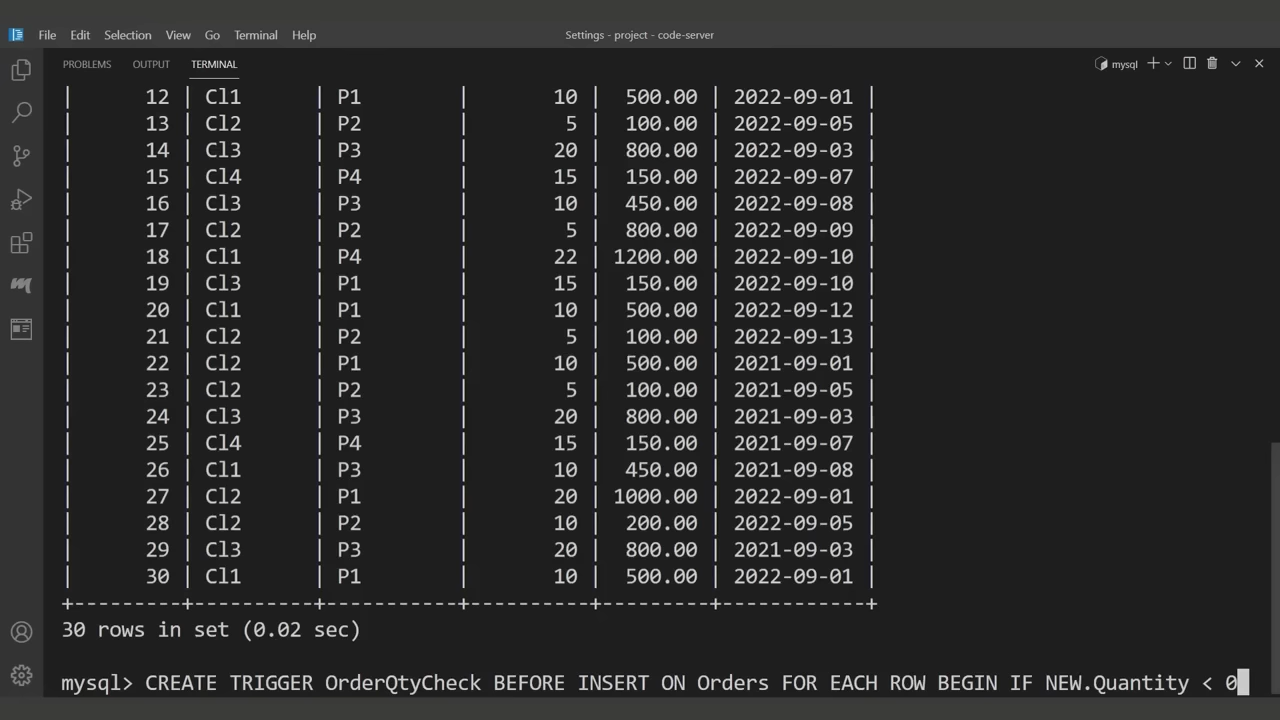 File Edit Selection View Go Terminal Help Settings - project - code-server
PROBLEMS OUTPUT TERMINAL mysql
| 12 | Cl1 | P1 | 10 | 500.00 | 2022-09-01 |
| 13 | Cl2 | P2 | 5 | 100.00 | 2022-09-05 |
| 14 | Cl3 | P3 | 20 | 800.00 | 2022-09-03 |
| 15 | Cl4 | P4 | 15 | 150.00 | 2022-09-07 |
| 16 | Cl3 | P3 | 10 | 450.00 | 2022-09-08 |
| 17 | Cl2 | P2 | 5 | 800.00 | 2022-09-09 |
| 18 | Cl1 | P4 | 22 | 1200.00 | 2022-09-10 |
| 19 | Cl3 | P1 | 15 | 150.00 | 2022-09-10 |
| 20 | Cl1 | P1 | 10 | 500.00 | 2022-09-12 |
| 21 | Cl2 | P2 | 5 | 100.00 | 2022-09-13 |
| 22 | Cl2 | P1 | 10 | 500.00 | 2021-09-01 |
| 23 | Cl2 | P2 | 5 | 100.00 | 2021-09-05 |
| 24 | Cl3 | P3 | 20 | 800.00 | 2021-09-03 |
| 25 | Cl4 | P4 | 15 | 150.00 | 2021-09-07 |
| 26 | Cl1 | P3 | 10 | 450.00 | 2021-09-08 |
| 27 | Cl2 | P1 | 20 | 1000.00 | 2022-09-01 |
| 28 | Cl2 | P2 | 10 | 200.00 | 2022-09-05 |
| 29 | Cl3 | P3 | 20 | 800.00 | 2021-09-03 |
| 30 | Cl1 | P1 | 10 | 500.00 | 2022-09-01 |
+---------+----------+-----------+----------+---------+------------+
30 rows in set (0.02 sec)
mysql> CREATE TRIGGER OrderQtyCheck BEFORE INSERT ON Orders FOR EACH ROW BEGIN IF NEW.Quantity < 0